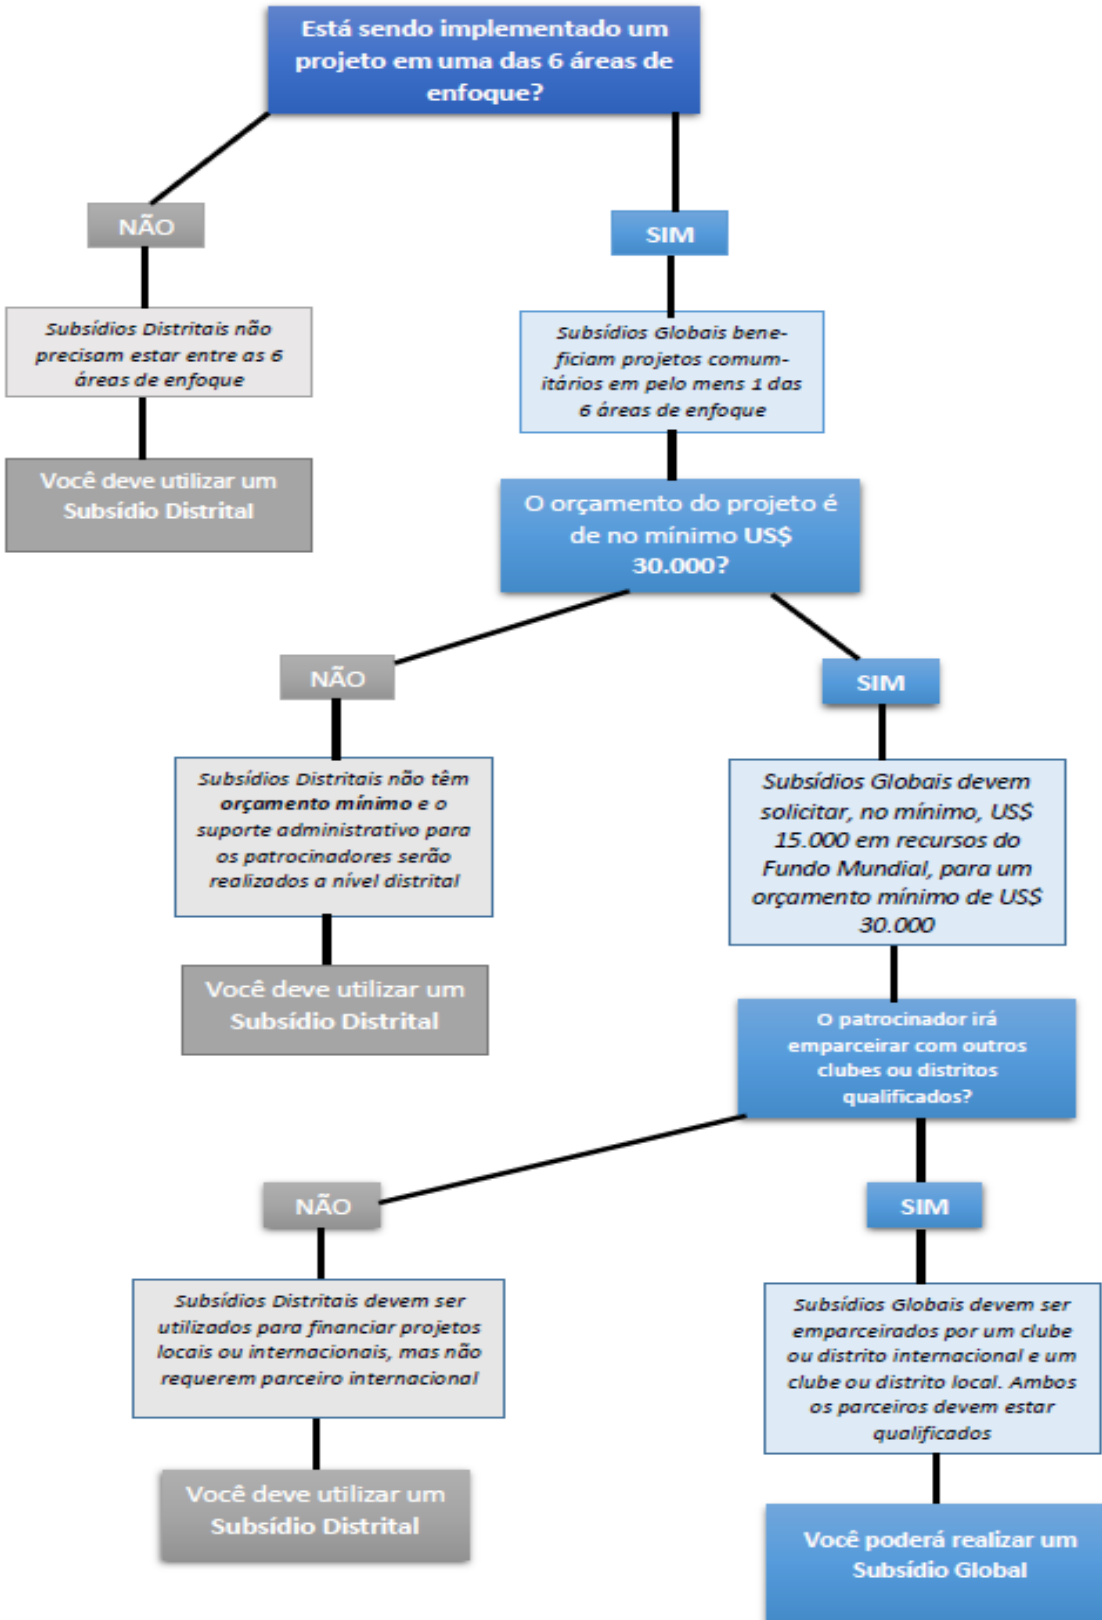 Está sendo implementado um
projeto em uma das 6 áreas de
enfoque?
NÃO
SIM
Subsídios Distritais não
precisam estar entre as 6
áreas de enfoque
Subsídios Globais bene-
ficiam projetos comum-
itários em pelo mens 1 das
6 áreas de enfoque
Você deve utilizar um
Subsídio Distrital
O orçamento do projeto é
de no mínimo US$
30.000?
NÃO
SIM
Subsídios Distritais não têm
orçamento mínimo e o
suporte administrativo para
os patrocinadores serão
realizados a nível distrital
Subsídios Globais devem
solicitar, no mínimo, US$
15.000 em recursos do
Fundo Mundial, para um
orçamento mínimo de US$
30.000
Você deve utilizar um
Subsídio Distrital
O patrocinador irá
emparceirar com outros
clubes ou distritos
qualificados?
NÃO
SIM
Subsídios Distritais devem ser
utilizados para financiar projetos
locais ou internacionais, mas não
requerem parceiro internacional
Subsídios Globais devem ser
emparceirados por um clube
ou distrito internacional e um
clube ou distrito local. Ambos
os parceiros devem estar
qualificados
Você deve utilizar um
Subsídio Distrital
Você poderá realizar um
Subsídio Global